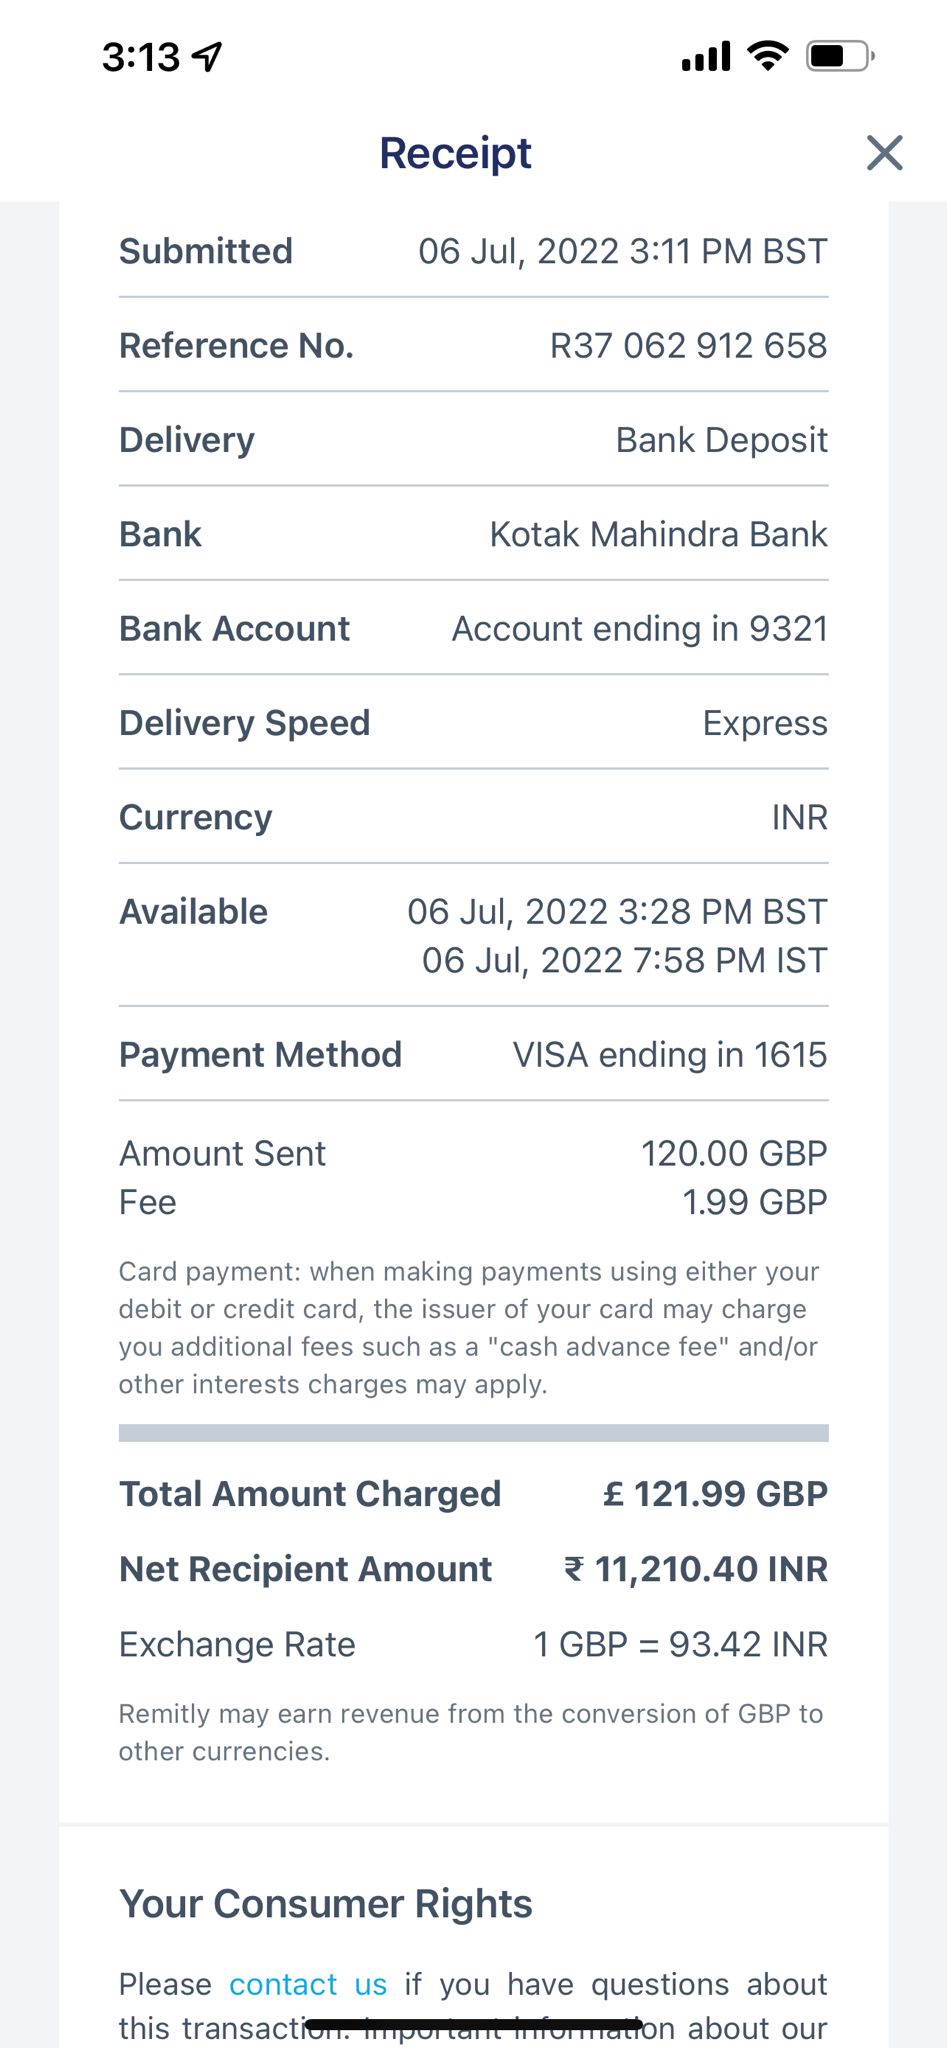 3:13
Receipt
Submitted 06 Jul, 2022 3:11 PM BST
Reference No. R37 062 912 658
Delivery Bank Deposit
Bank Kotak Mahindra Bank
Bank Account Account ending in 9321
Delivery Speed Express
Currency INR
Available 06 Jul, 2022 3:28 PM BST
06 Jul, 2022 7:58 PM IST
Payment Method VISA ending in 1615
Amount Sent 120.00 GBP
Fee 1.99 GBP
Card payment: when making payments using either your
debit or credit card, the issuer of your card may charge
you additional fees such as a "cash advance fee" and/or
other interests charges may apply.
Total Amount Charged £ 121.99 GBP
Net Recipient Amount ₹ 11,210.40 INR
Exchange Rate 1 GBP = 93.42 INR
Remitly may earn revenue from the conversion of GBP to
other currencies.
Your Consumer Rights
Please contact us if you have questions about
this transaction. Important information about our